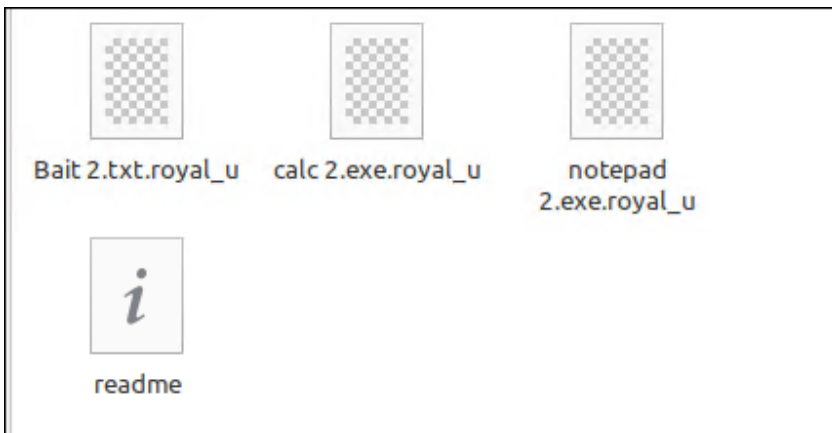 Bait 2.txt.royal_u
calc 2.exe.royal_u
notepad
2.exe.royal_u
readme